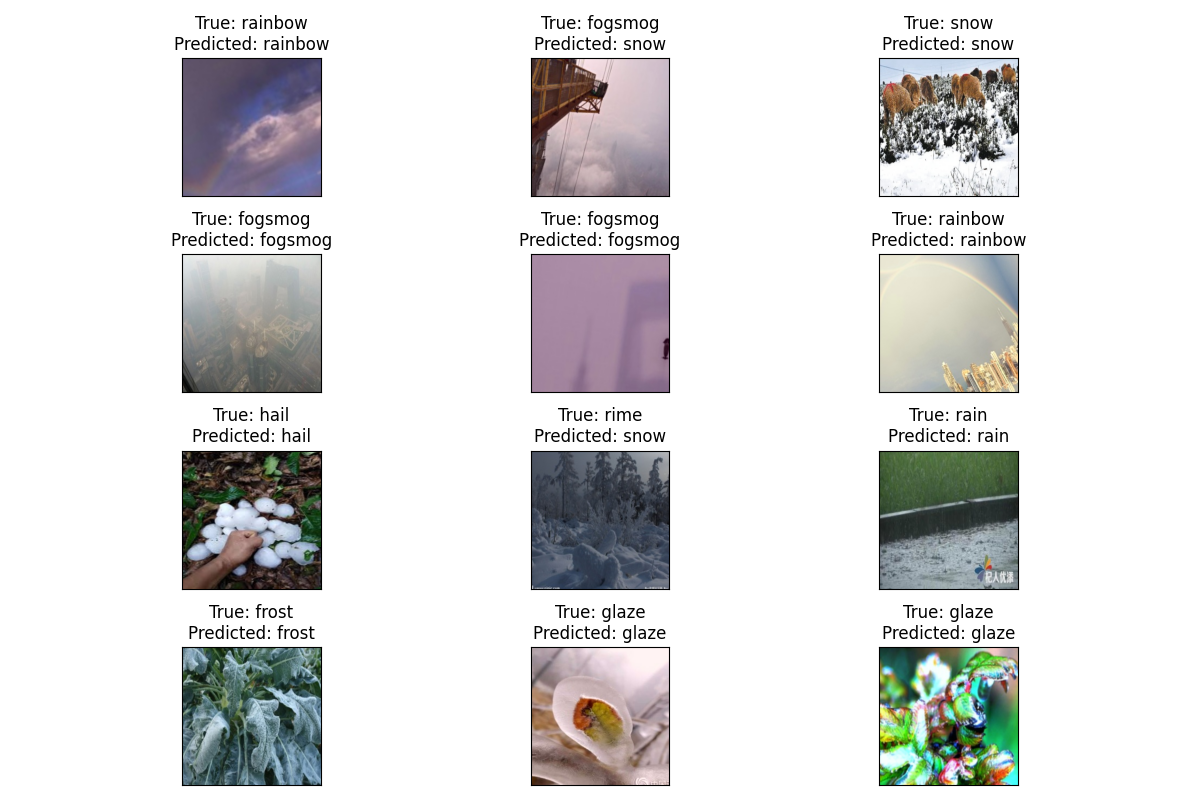 True: rainbow
Predicted: rainbow
True: fogsmog
Predicted: snow
True: snow
Predicted: snow
True: fogsmog
Predicted: fogsmog
True: fogsmog
Predicted: fogsmog
True: rainbow
Predicted: rainbow
True: hail
Predicted: hail
True: rime
Predicted: snow
True: rain
Predicted: rain
True: frost
Predicted: frost
True: glaze
Predicted: glaze
True: glaze
Predicted: glaze